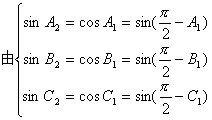 由{sin A₂ = cos A₁ = sin(π/2 − A₁)
sin B₂ = cos B₁ = sin(π/2 − B₁)
sin C₂ = cos C₁ = sin(π/2 − C₁)